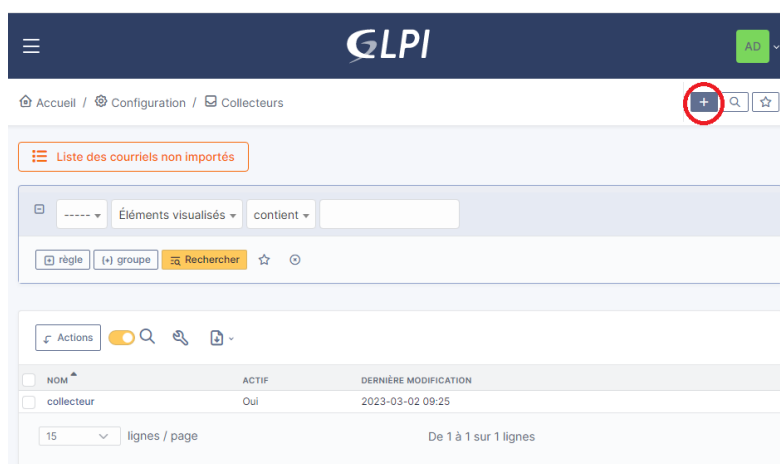 GLPI
AD
Accueil / Configuration / Collecteurs
Liste des courriels non importés
----- Éléments visualisés contient
règle (+) groupe Rechercher
Actions
NOM ACTIF DERNIÈRE MODIFICATION
collecteur Oui 2023-03-02 09:25
15 lignes / page De 1 à 1 sur 1 lignes